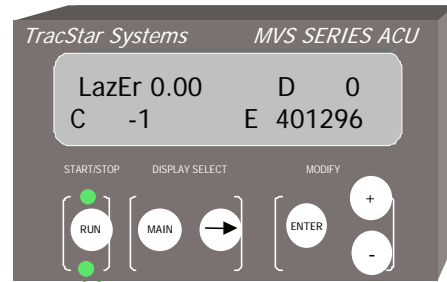 TracStar Systems MVS SERIES ACU
LazEr 0.00 D 0
C -1 E 401296
START/STOP DISPLAY SELECT MODIFY
+
RUN MAIN ENTER
-